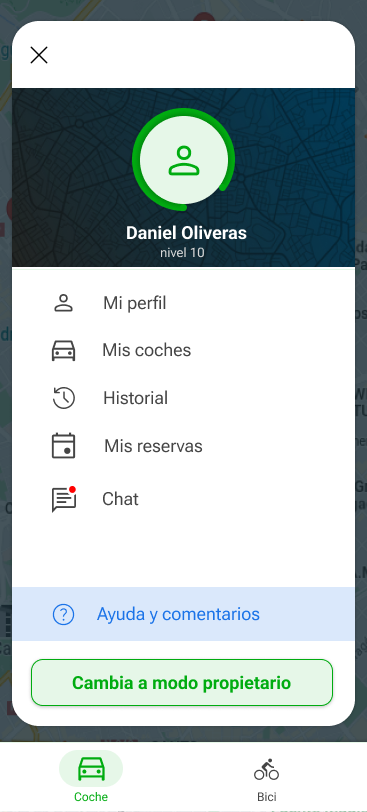 Daniel Oliveras
nivel 10
Mi perfil
Mis coches
Historial
Mis reservas
Chat
Ayuda y comentarios
Cambia a modo propietario
Coche
Bici